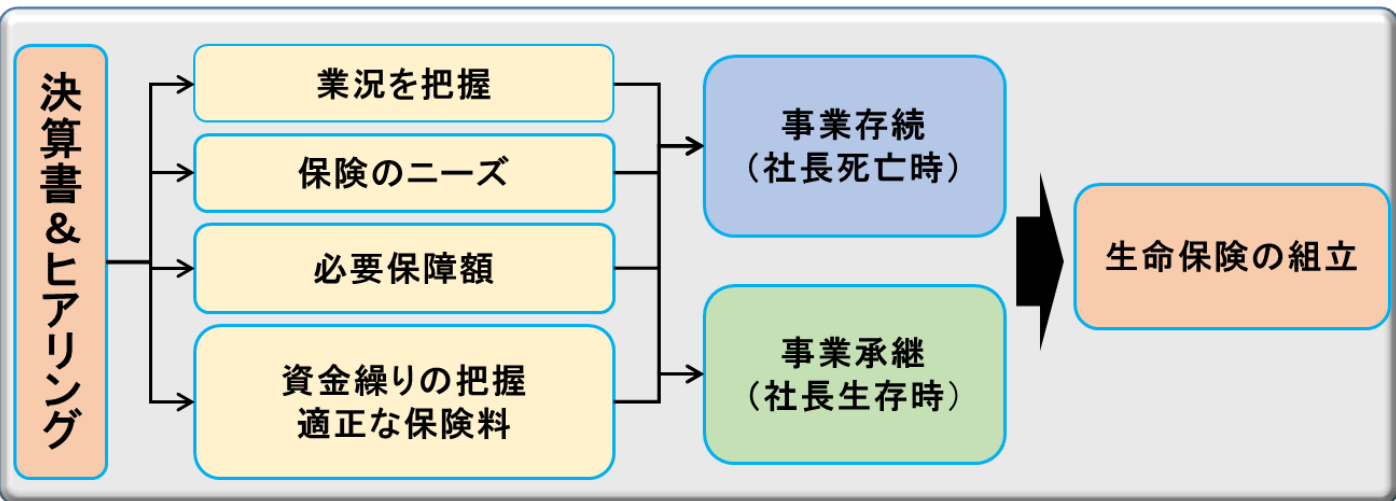 決算書&ヒアリング
業況を把握
保険のニーズ
必要保障額
資金繰りの把握
適正な保険料
事業存続
（社長死亡時）
事業承継
（社長生存時）
生命保険の組立